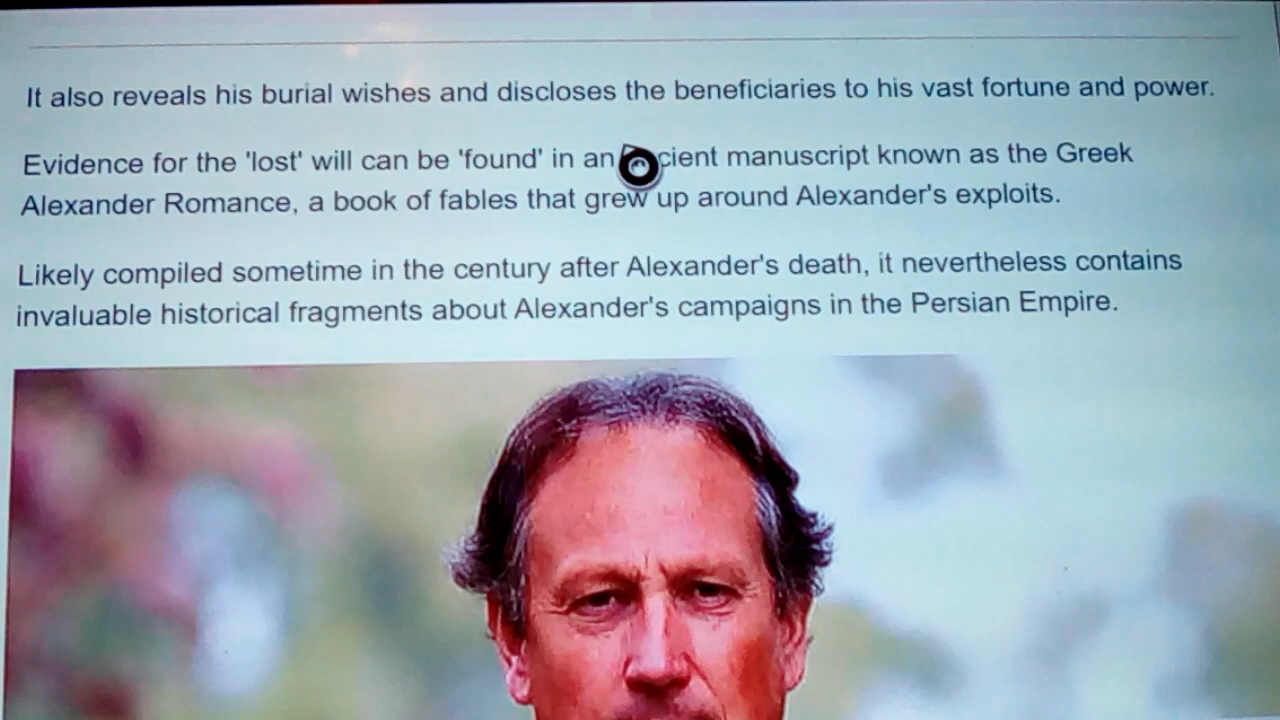 It also reveals his burial wishes and discloses the beneficiaries to his vast fortune and power.
Evidence for the 'lost' will can be 'found' in an cient manuscript known as the Greek
Alexander Romance, a book of fables that grew up around Alexander's exploits.
Likely compiled sometime in the century after Alexander's death, it nevertheless contains
invaluable historical fragments about Alexander's campaigns in the Persian Empire.